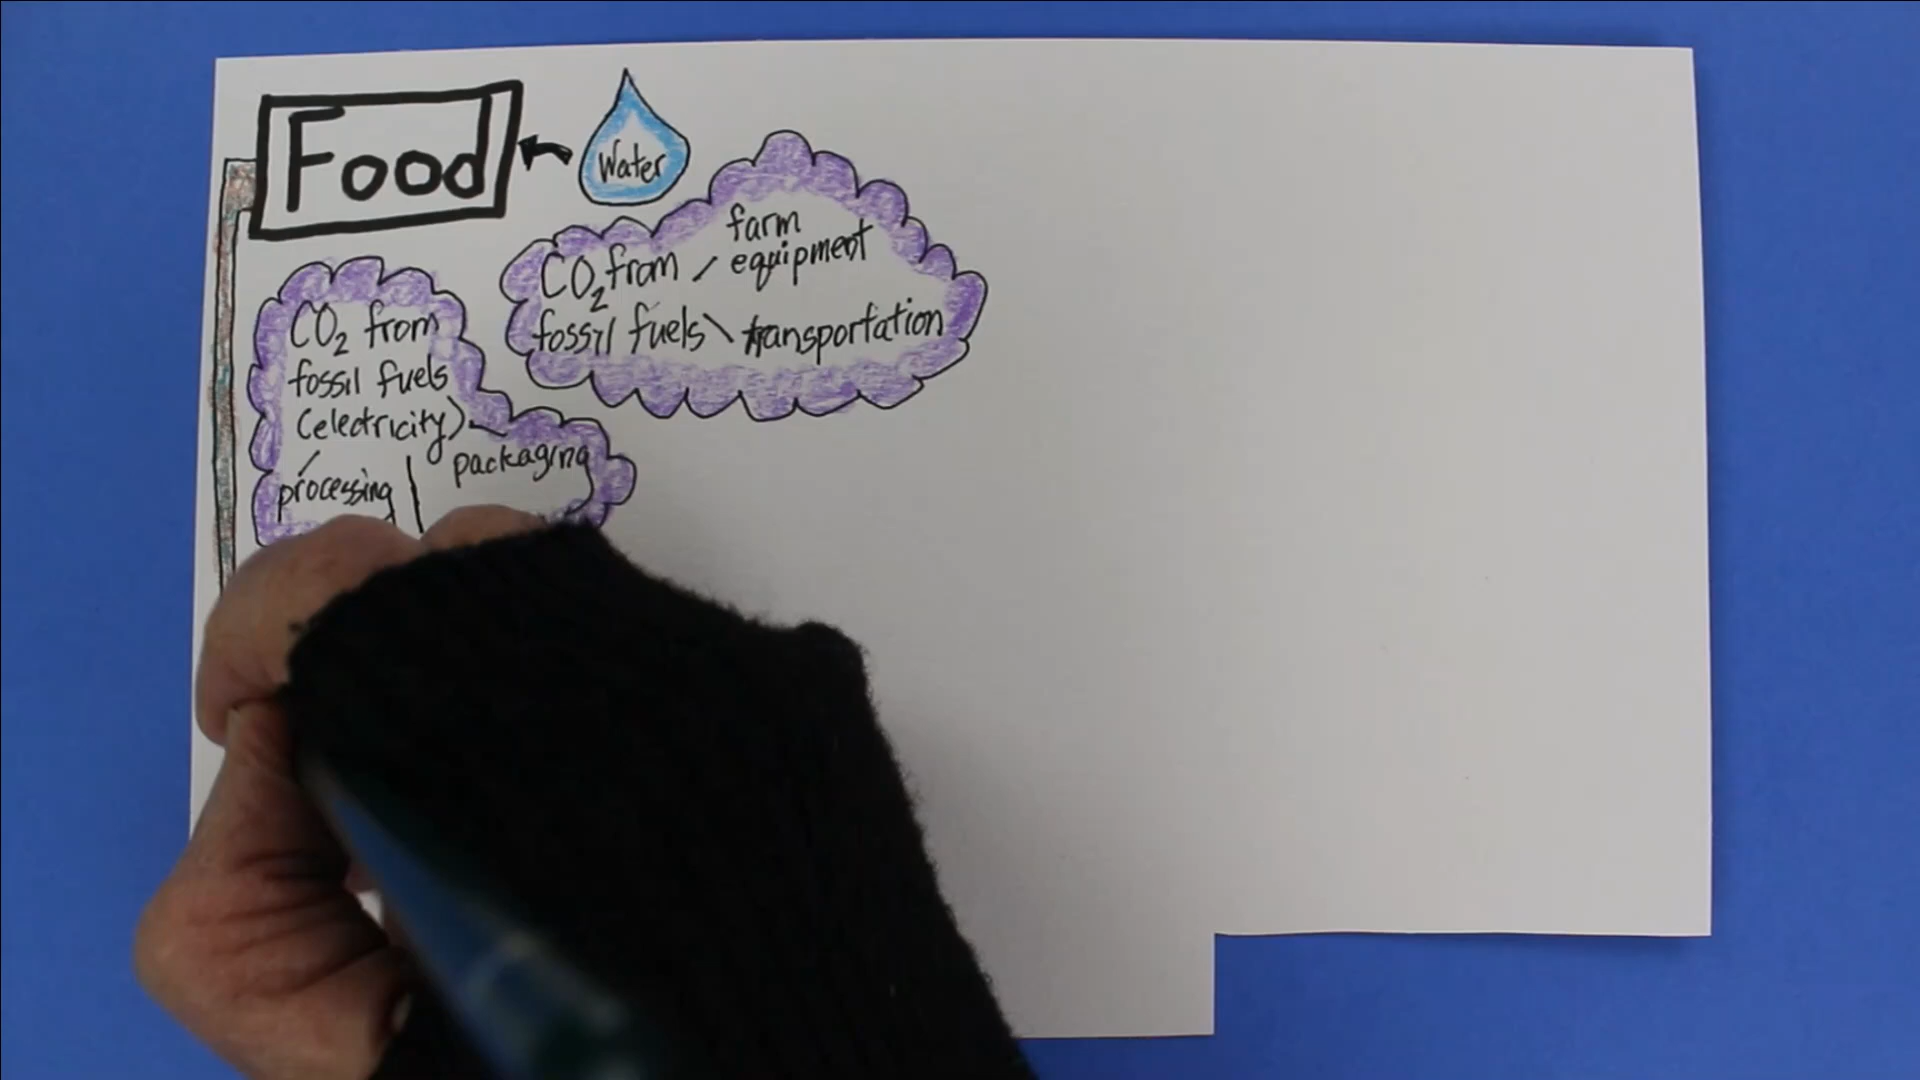 Food
Water
farm
CO₂ from / equipment
fossil fuels \ transportation
CO₂ from
fossil fuels
(electricity)
packaging
processing